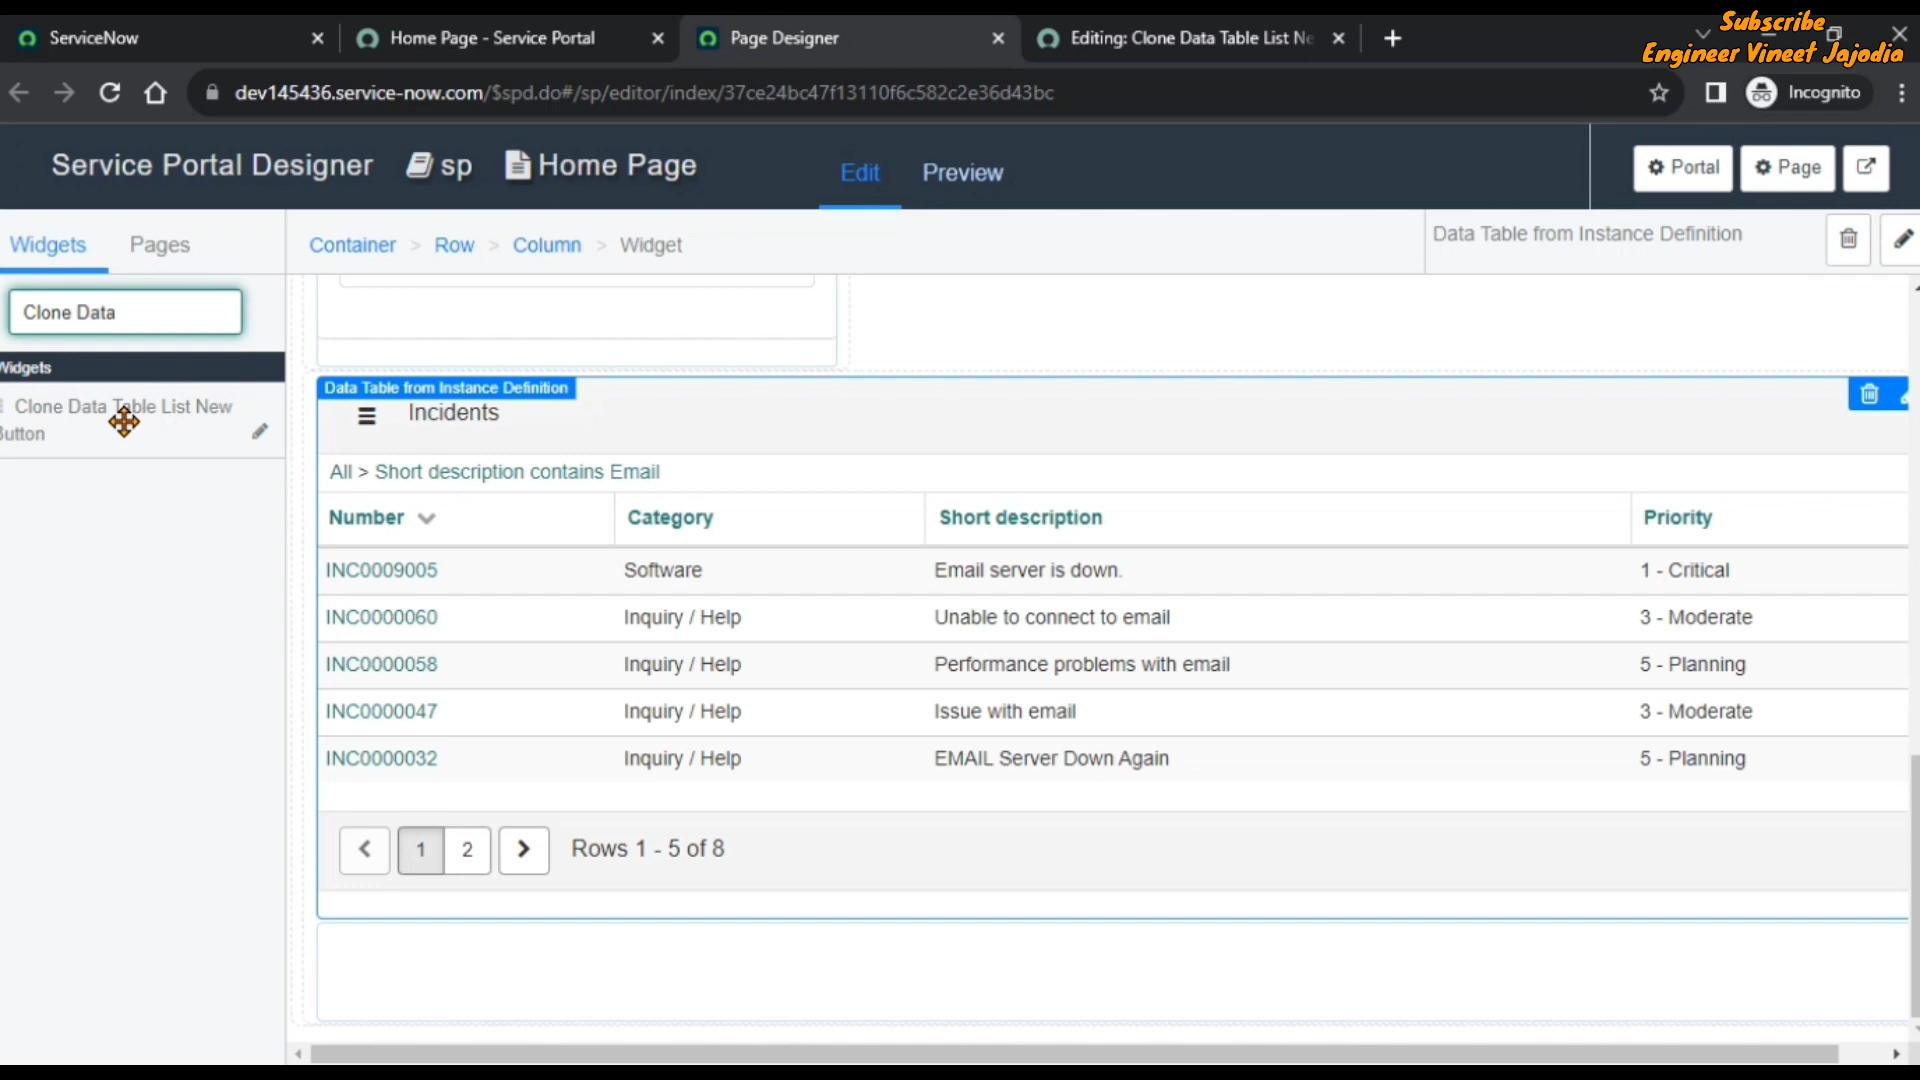 ServiceNow
Home Page - Service Portal
Page Designer
Editing: Clone Data Table List Ne
Subscribe
Engineer Vineet Jajodia
dev145436.service-now.com/$spd.do#/sp/editor/index/37ce24bc47f13110f6c582c2e36d43bc
Incognito
Service Portal Designer
sp
Home Page
Edit
Preview
Portal
Page
Widgets
Pages
Container > Row > Column > Widget
Data Table from Instance Definition
Clone Data
Widgets
Clone Data Table List New
Button
Data Table from Instance Definition
Incidents
All > Short description contains Email
Number Category Short description Priority
INC0009005 Software Email server is down. 1 - Critical
INC0000060 Inquiry / Help Unable to connect to email 3 - Moderate
INC0000058 Inquiry / Help Performance problems with email 5 - Planning
INC0000047 Inquiry / Help Issue with email 3 - Moderate
INC0000032 Inquiry / Help EMAIL Server Down Again 5 - Planning
1 2 Rows 1 - 5 of 8